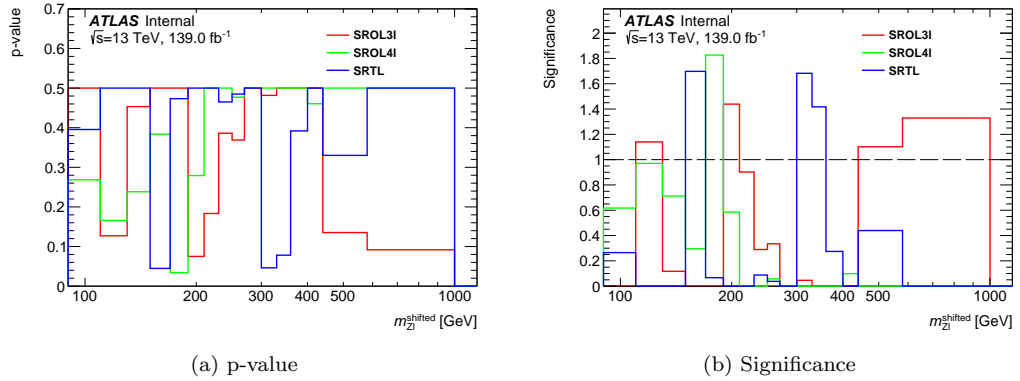 p-value
0.7
0.6
0.5
0.4
0.3
0.2
0.1
0
ATLAS Internal
√s=13 TeV, 139.0 fb⁻¹
SROL3l
SROL4l
SRTL
100 200 300 400 500 1000
m_Zl^shifted [GeV]
(a) p-value
Significance
2
1.8
1.6
1.4
1.2
1
0.8
0.6
0.4
0.2
0
ATLAS Internal
√s=13 TeV, 139.0 fb⁻¹
SROL3l
SROL4l
SRTL
100 200 300 400 500 1000
m_Zl^shifted [GeV]
(b) Significance